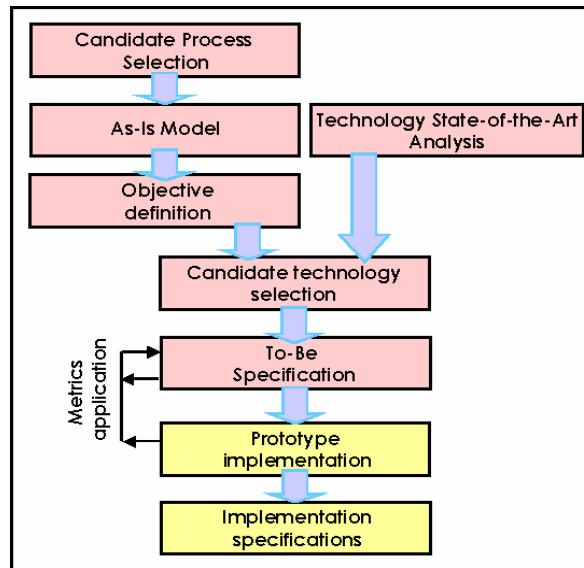 Candidate Process
Selection
As-Is Model
Technology State-of-the-Art
Analysis
Objective
definition
Candidate technology
selection
To-Be
Specification
Metrics
application
Prototype
implementation
Implementation
specifications